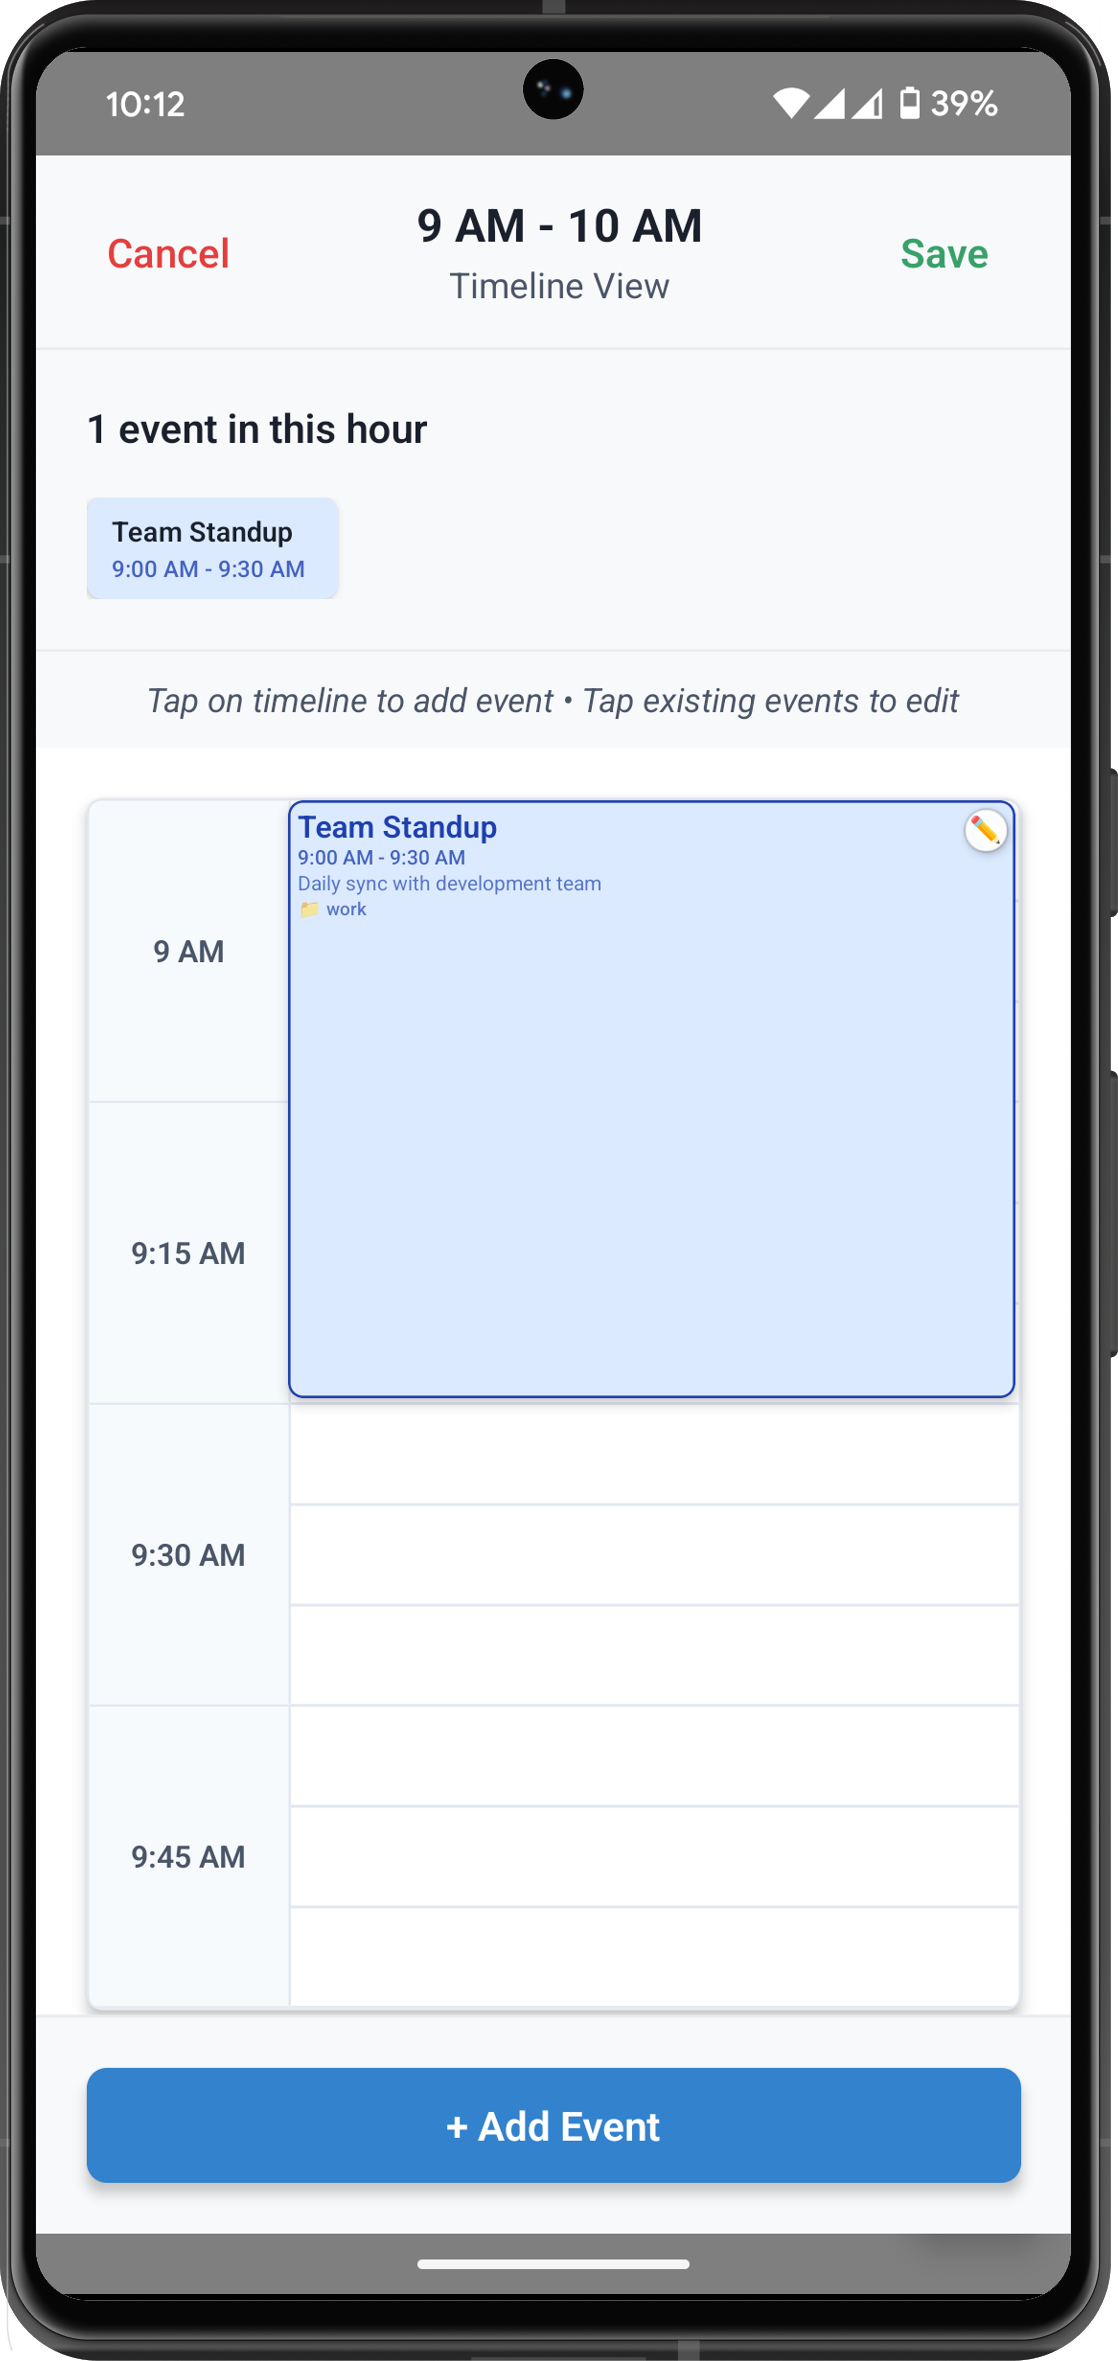 10:12
39%
Cancel
9 AM - 10 AM
Timeline View
Save
1 event in this hour
Team Standup
9:00 AM - 9:30 AM
Tap on timeline to add event • Tap existing events to edit
Team Standup
9:00 AM - 9:30 AM
Daily sync with development team
📁 work
9 AM
9:15 AM
9:30 AM
9:45 AM
+ Add Event